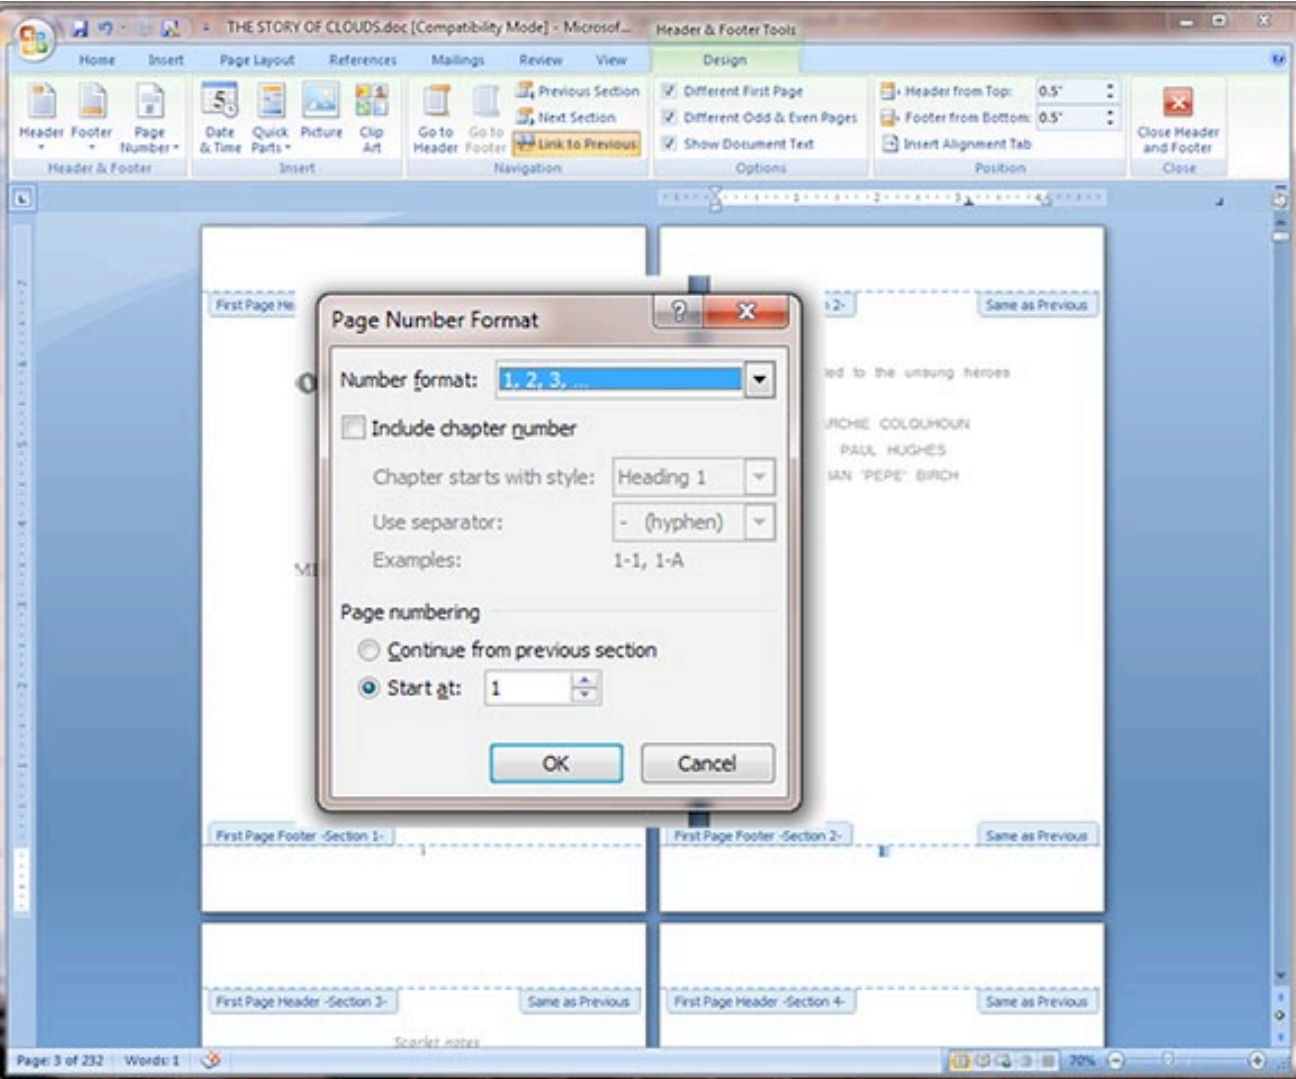 THE STORY OF CLOUDS.doc [Compatibility Mode] - Microsof...
Header & Footer Tools
Home Insert Page Layout References Mailings Review View Design
Header Footer Page Number
Header & Footer
Date & Time Quick Parts Picture Clip Art
Insert
Go to Header Go to Footer
Previous Section
Next Section
Link to Previous
Navigation
Different First Page
Different Odd & Even Pages
Show Document Text
Options
Header from Top: 0.5"
Footer from Bottom: 0.5"
Insert Alignment Tab
Position
Close Header and Footer
Close
First Page He
2-
Same as Previous
Page Number Format
Number format: 1, 2, 3, ...
Include chapter number
Chapter starts with style: Heading 1
Use separator: - (hyphen)
Examples: 1-1, 1-A
Page numbering
Continue from previous section
Start at: 1
OK Cancel
ed to the unsung heroes
RCHIE COLQUHOUN
PAUL HUGHES
IAN "PEPE" BIRCH
First Page Footer -Section 1-
First Page Footer -Section 2-
Same as Previous
First Page Header -Section 3-
Same as Previous
First Page Header -Section 4-
Same as Previous
Scarlet notes
Page: 3 of 232 Words: 1
70%